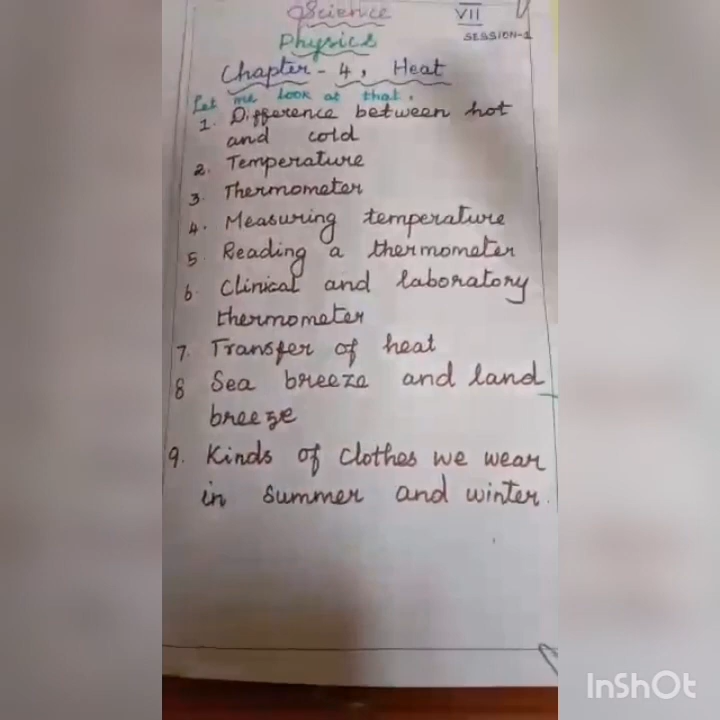 Science
VII
SESSION-1
Physics
Chapter - 4, Heat
Let me look at that.
1. Difference between hot
and cold
2. Temperature
3. Thermometer
4. Measuring temperature
5 Reading a thermometer
6. Clinical and laboratory
thermometer
7. Transfer of heat
8 Sea breeze and land
breeze
9. Kinds of clothes we wear
in summer and winter.
InShOt